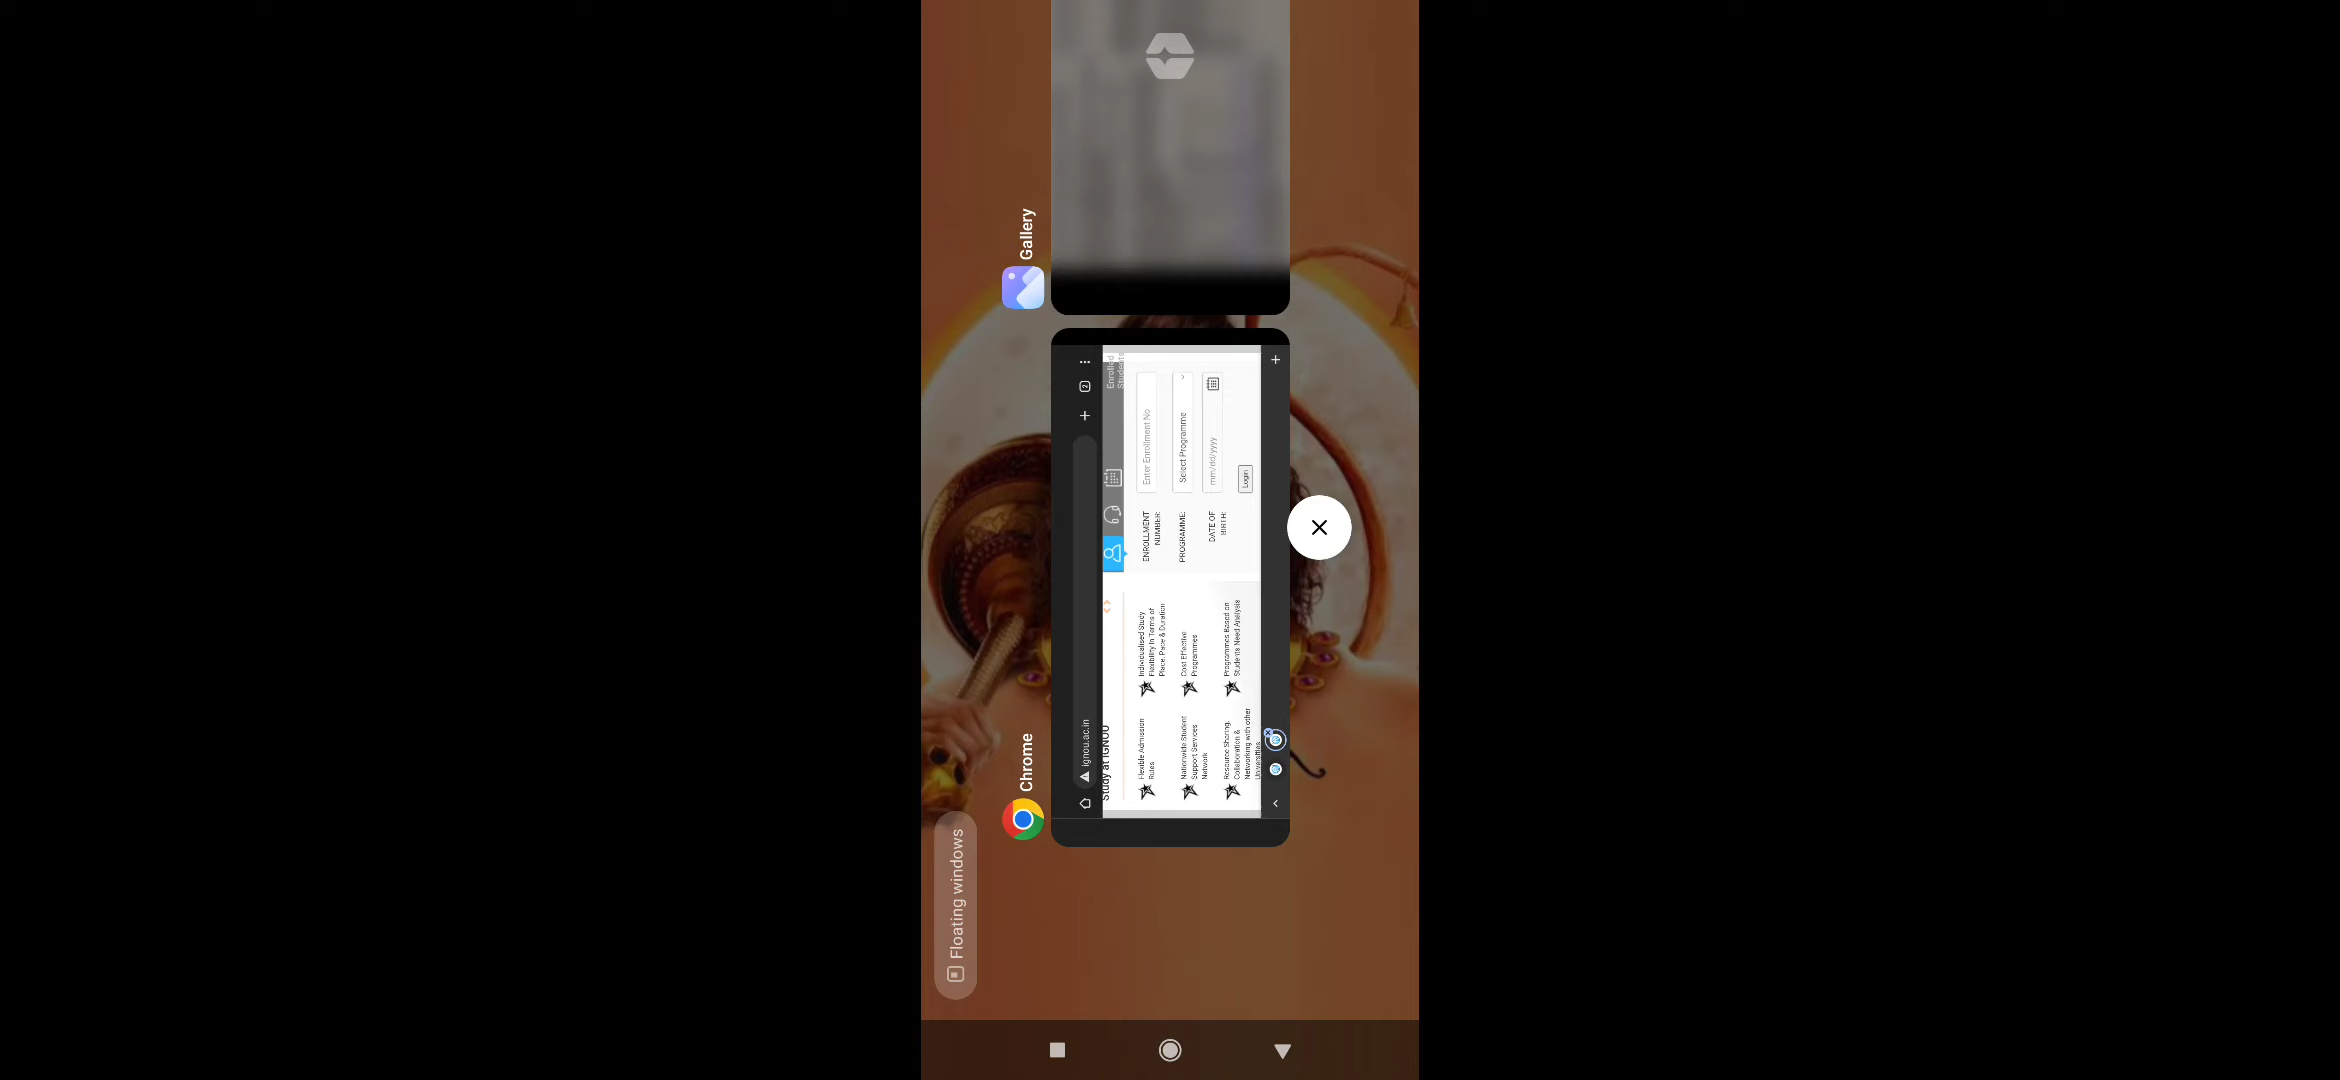 Floating windows
Chrome
Gallery
ignou.ac.in
2
Study at IGNOU
Flexible Admission
Rules
Individualised Study
Flexibility In Terms of
Place, Pace & Duration
Nationwide Student
Support Services
Network
Cost Effective
Programmes
Resource Sharing,
Collaboration &
Networking with other
Universities
Programmes Based on
Students Need Analysis
Enrolled
Students
ENROLLMENT
NUMBER:
Enter Enrollment No
PROGRAMME:
Select Programme
DATE OF
BIRTH:
mm/dd/yyyy
Login